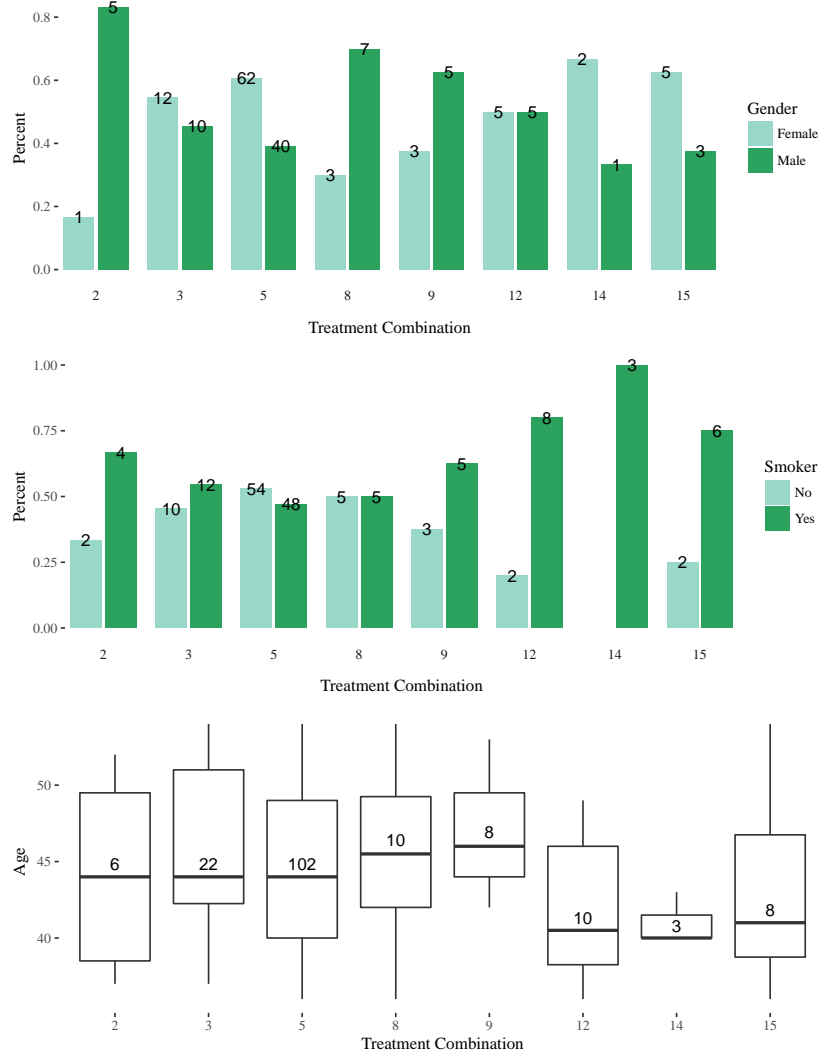 0.8
0.6
0.4
0.2
0.0
Percent
1 5 12 10 62 40 3 7 3 5 5 5 2 1 5 3
2 3 5 8 9 12 14 15
Treatment Combination
Gender
Female
Male
1.00
0.75
0.50
0.25
0.00
Percent
2 4 10 12 54 48 5 5 3 5 2 8 3 2 6
2 3 5 8 9 12 14 15
Treatment Combination
Smoker
No
Yes
50
45
40
Age
6 22 102 10 8 10 3 8
2 3 5 8 9 12 14 15
Treatment Combination